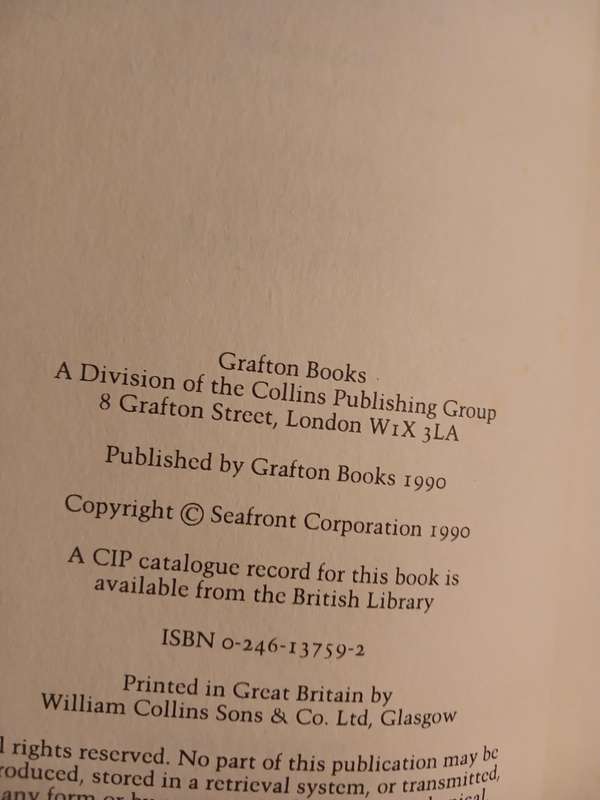 Grafton Books
A Division of the Collins Publishing Group
8 Grafton Street, London W1X 3LA
Published by Grafton Books 1990
Copyright © Seafront Corporation 1990
A CIP catalogue record for this book is
available from the British Library
ISBN 0-246-13759-2
Printed in Great Britain by
William Collins Sons & Co. Ltd, Glasgow
rights reserved. No part of this publication may be
stored in a retrieval system, or transmitted,
any form or